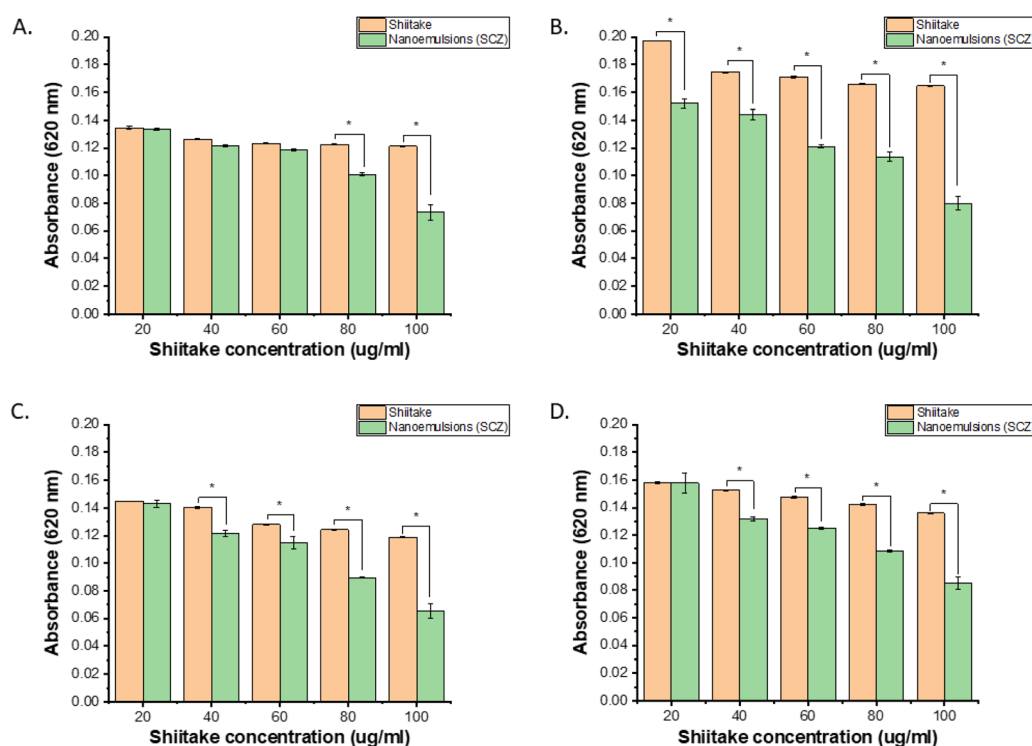 A.
Shiitake
Nanoemulsions (SCZ)
0.20
0.18
0.16
0.14
0.12
0.10
0.08
0.06
0.04
0.02
0.00
* *
Absorbance (620 nm)
20 40 60 80 100
Shiitake concentration (ug/ml)
B.
Shiitake
Nanoemulsions (SCZ)
0.20
0.18
0.16
0.14
0.12
0.10
0.08
0.06
0.04
0.02
0.00
* * * * *
Absorbance (620 nm)
20 40 60 80 100
Shiitake concentration (ug/ml)
C.
Shiitake
Nanoemulsions (SCZ)
0.20
0.18
0.16
0.14
0.12
0.10
0.08
0.06
0.04
0.02
0.00
* * * *
Absorbance (620 nm)
20 40 60 80 100
Shiitake concentration (ug/ml)
D.
Shiitake
Nanoemulsions (SCZ)
0.20
0.18
0.16
0.14
0.12
0.10
0.08
0.06
0.04
0.02
0.00
* * * *
Absorbance (620 nm)
20 40 60 80 100
Shiitake concentration (ug/ml)